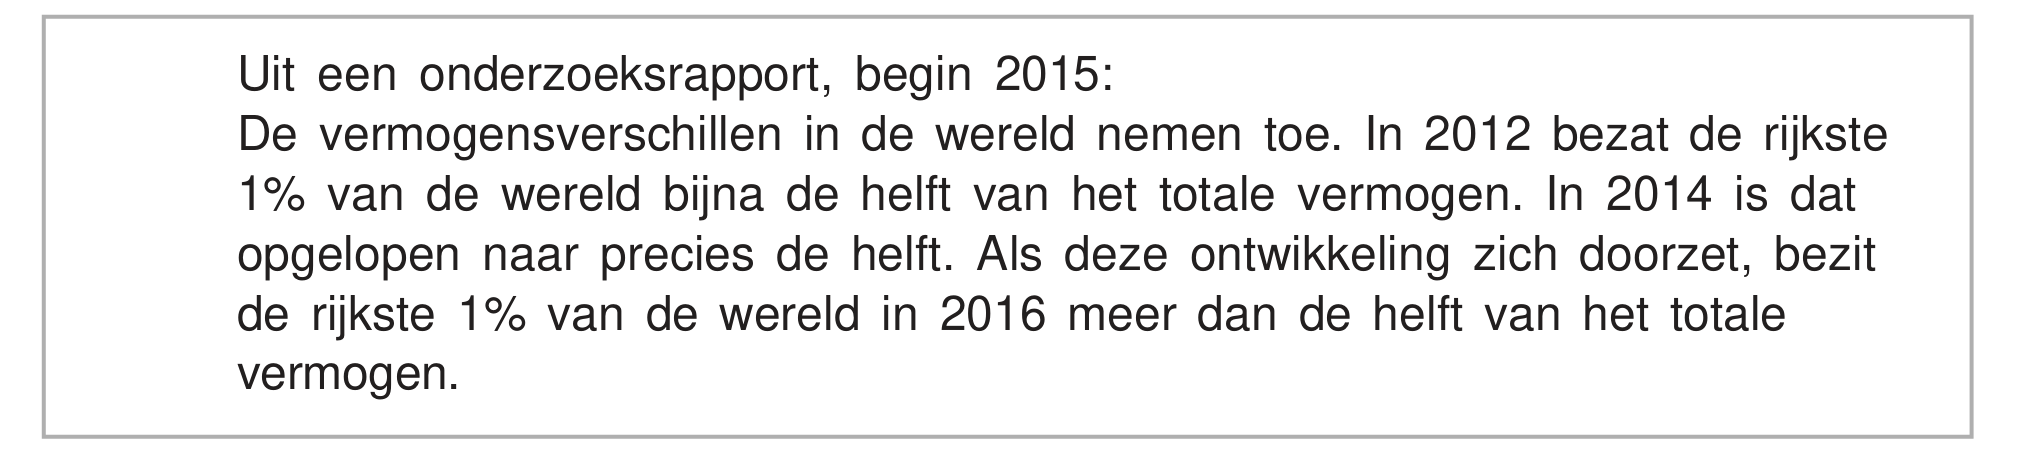 Uit een onderzoeksrapport, begin 2015:
De vermogensverschillen in de wereld nemen toe. In 2012 bezat de rijkste
1% van de wereld bijna de helft van het totale vermogen. In 2014 is dat
opgelopen naar precies de helft. Als deze ontwikkeling zich doorzet, bezit
de rijkste 1% van de wereld in 2016 meer dan de helft van het totale
vermogen.